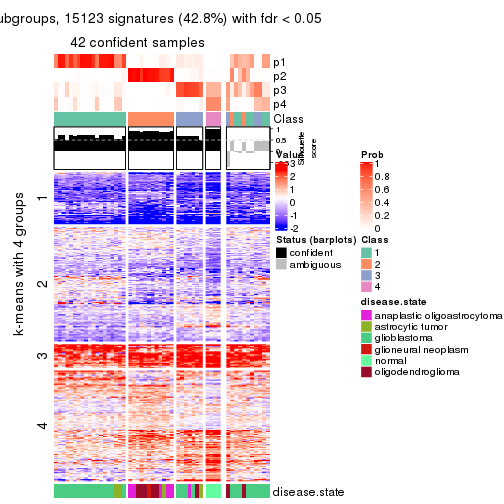 ubgroups, 15123 signatures (42.8%) with fdr < 0.05
42 confident samples
p1
p2
p3
p4
Class
1
0.5
0
Silhouette
score
k-means with 4 groups
1
2
3
4
Value
3
2
1
0
-1
-2
Status (barplots)
confident
ambiguous
Prob
1
0.8
0.6
0.4
0.2
0
Class
1
2
3
4
disease.state
anaplastic oligoastrocytoma
astrocytic tumor
glioblastoma
glioneural neoplasm
normal
oligodendroglioma
disease.state